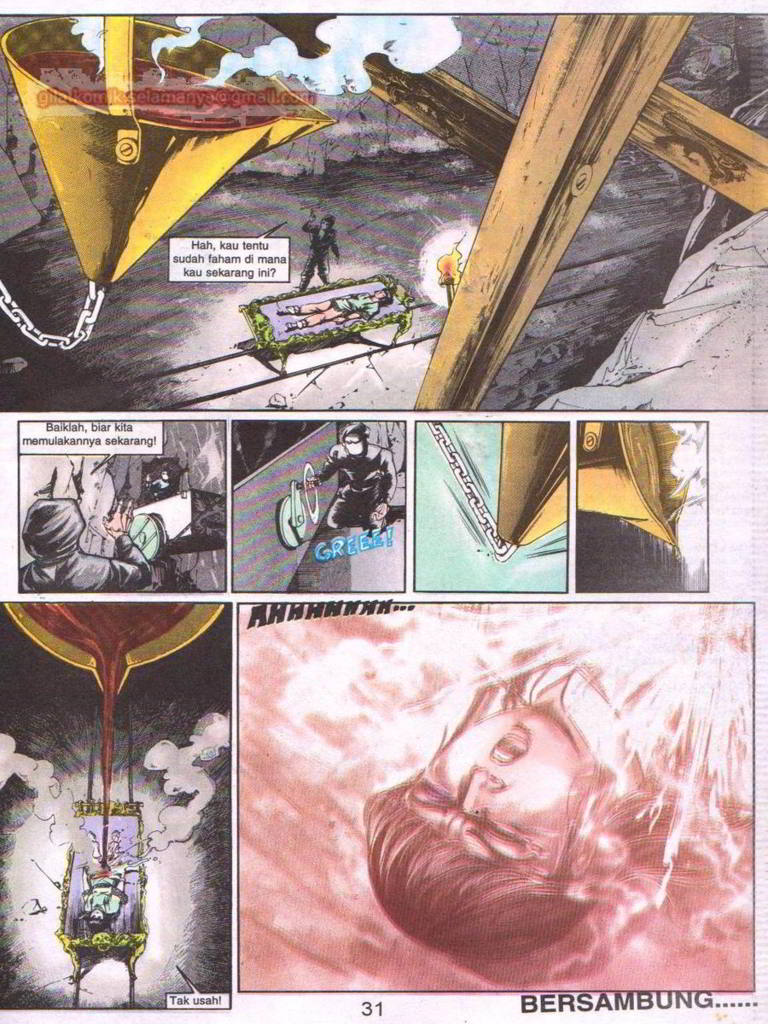 gilakomikselamanya@gmail.com
Hah, kau tentu
sudah faham di mana
kau sekarang ini?
Baiklah, biar kita
memulakannya sekarang!
GREEE!
Tak usah!
AHHHHHHH...
31
BERSAMBUNG......